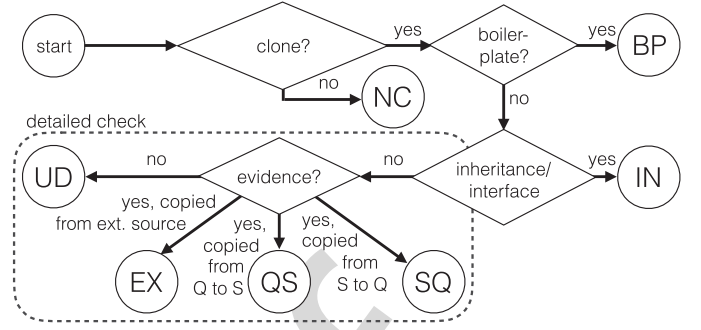 start
clone?
yes
boiler-
plate?
yes
BP
no
NC
no
detailed check
UD
no
evidence?
no
inheritance/
interface
yes
IN
yes, copied
from ext. source
yes,
copied
from
Q to S
yes,
copied
from
S to Q
EX
QS
SQ